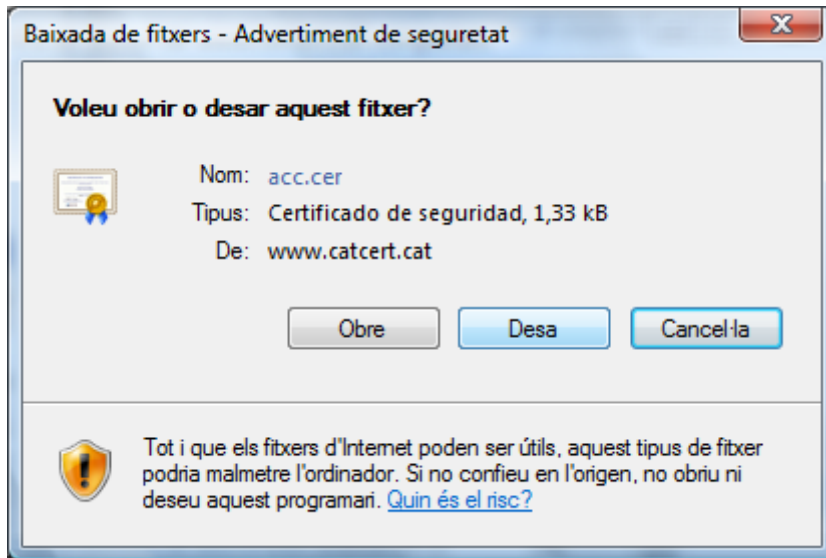 Baixada de fitxers - Advertiment de seguretat
Voleu obrir o desar aquest fitxer?
Nom: acc.cer
Tipus: Certificado de seguridad, 1,33 kB
De: www.catcert.cat
Obre Desa Cancel·la
Tot i que els fitxers d'Internet poden ser útils, aquest tipus de fitxer
podria malmetre l'ordinador. Si no confieu en l'origen, no obriu ni
deseu aquest programari. Quin és el risc?